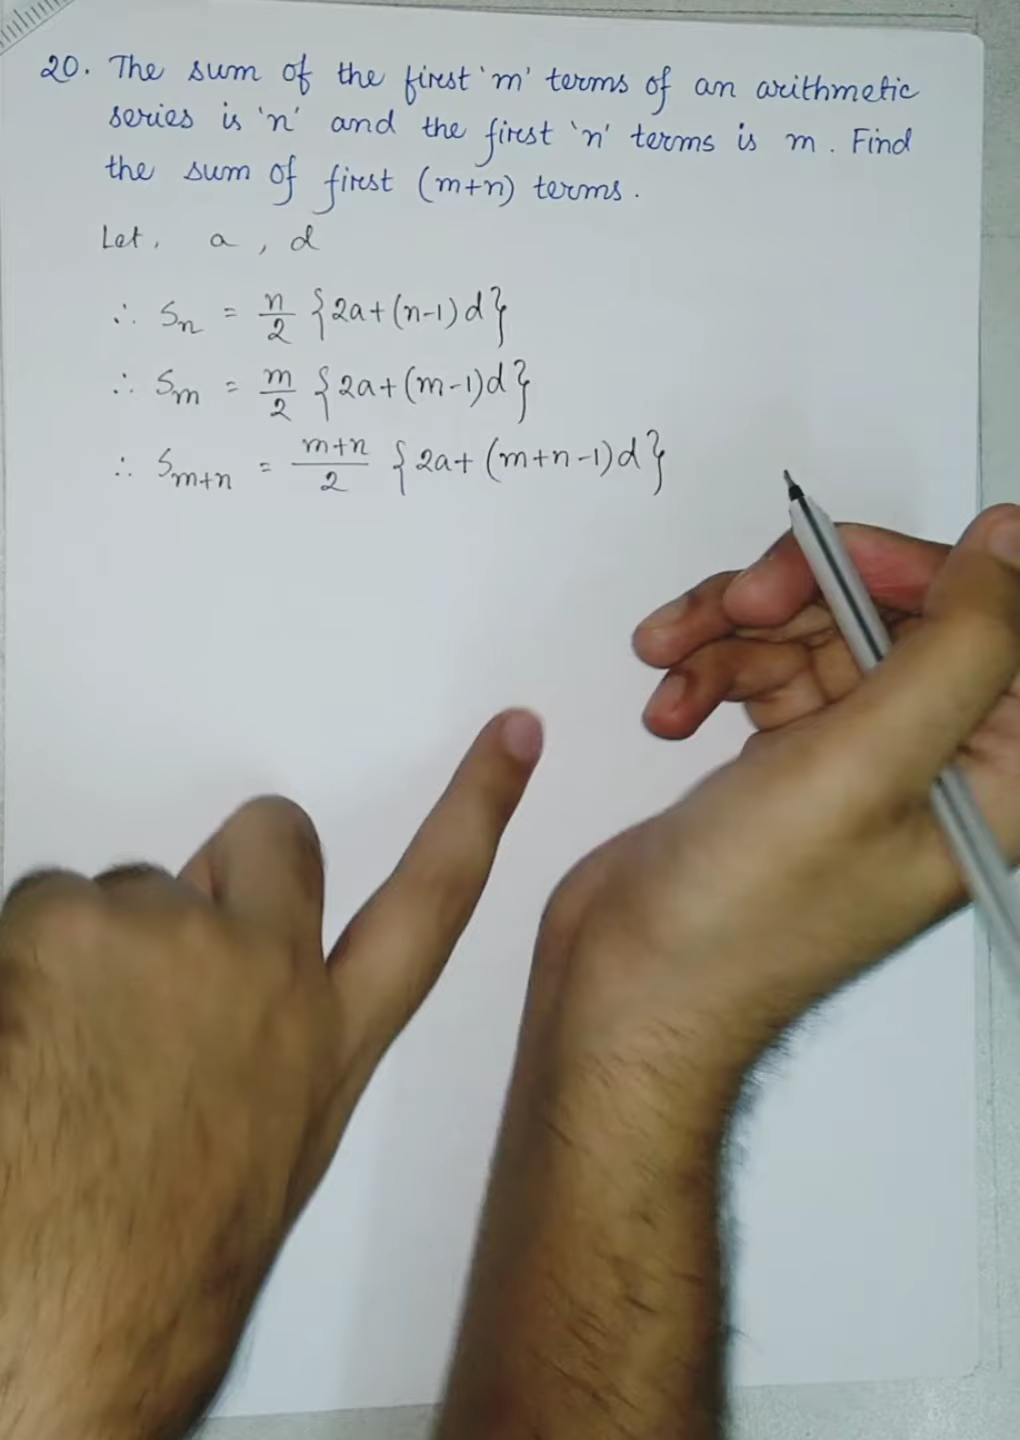 20. The sum of the first 'm' terms of an arithmetic
series is 'n' and the first 'n' terms is m. Find
the sum of first (m+n) terms.
Let, a, d
∴ Sₙ = n/2 {2a+(n-1)d}
∴ Sₘ = m/2 {2a+(m-1)d}
∴ Sₘ₊ₙ = m+n/2 {2a+(m+n-1)d}